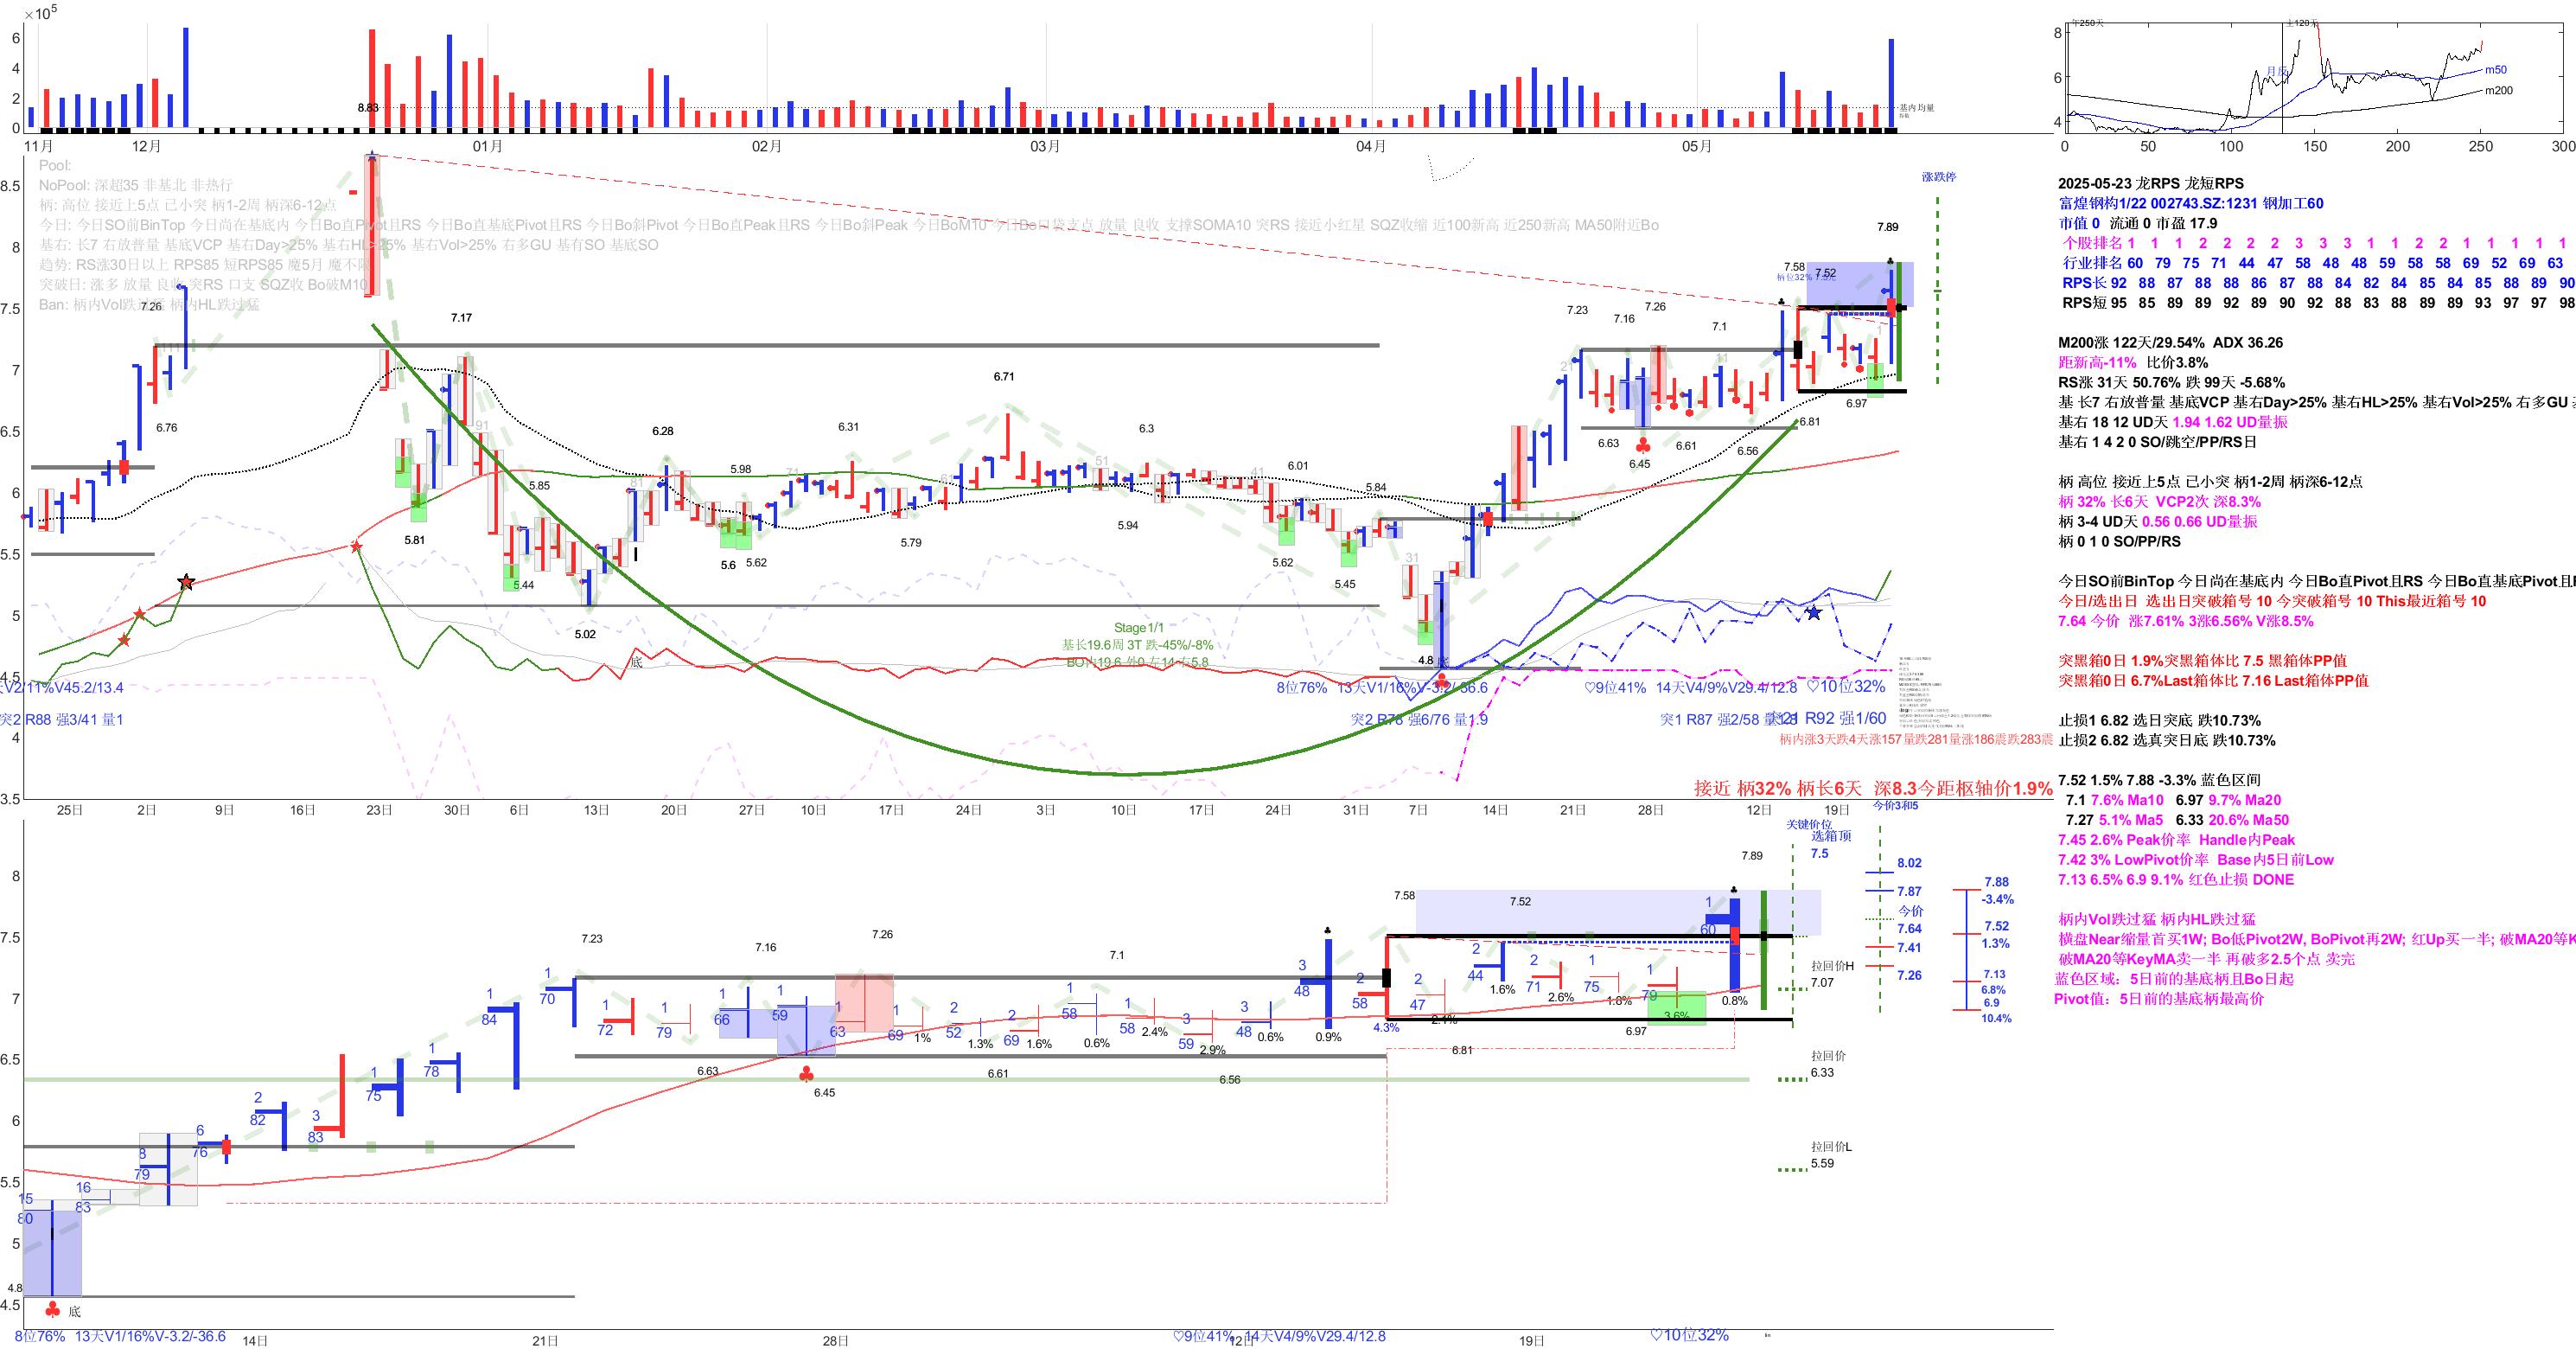 ×10⁵
6
4
2
0
8.83
基内均量
11月
12月
01月
02月
03月
04月
05月
Pool:
NoPool: 深超35 非基北 非热行
柄: 高位 接近上5点 己小突 柄1-2周 柄深6-12点
今日: 今日SO前BinTop 今日尚在基底内 今日Bo直Pivot且RS 今日Bo直基底Pivot且RS 今日Bo斜Pivot 今日Bo直Peak且RS 今日Bo斜Peak 今日BoM10 今日Bo口袋支点 放量 良收 支撑SOMA10 突RS 接近小红星 SQZ收缩 近100新高 近250新高 MA50附近Bo
基右: 长7 右放普量 基底VCP 基右Day>25% 基右HL>25% 基右Vol>25% 右多GU 基有SO 基底SO
趋势: RS涨30日以上 RPS85 短RPS85 魔5月 魔不限
突破日: 涨多 放量 良收 突RS 口支 SQZ收 Bo破M10
Ban: 柄内Vol跌过猛 柄内HL跌过猛
8.5
8
7.5
7
6.5
6
5.5
5
4.5
4
3.5
7.26
6.76
7.17
5.81
5.44
5.85
5.02
6.28
5.98
5.6
5.62
6.31
5.79
6.71
5.94
6.3
6.01
5.62
5.45
5.84
4.8
底
7.23
7.16
7.26
7.1
6.63
6.45
6.61
6.56
7.58
7.52
6.81
6.97
7.89
涨跌停
91
81
71
61
51
41
31
21
11
1
底
Stage1/1
基长19.6周 3T 跌-45%/-8%
BO内19.6 外0 左14 右5.8
天V2/11%V45.2/13.4
突2 R88 强3/41 量1
8位76% 13天V1/16%V-3.2/-36.6
突2 R78 强6/76 量1.9
♡9位41% 14天V4/9%V29.4/12.8
突1 R87 强2/58 量1.8
♡10位32%
突21 R92 强1/60
柄内涨3天跌4天涨157量跌281量涨186震跌283震
接近 柄32% 柄长6天 深8.3今距枢轴价1.9%
25日
2日
9日
16日
23日
30日
6日
13日
20日
27日
10日
17日
24日
3日
10日
17日
24日
31日
7日
14日
21日
28日
12日
19日
今价3和5
关键价位
选箱顶
7.5
8
7.5
7
6.5
6
5.5
5
4.5
15
80
16
83
8
79
6
76
2
82
3
83
1
75
1
78
1
84
1
70
1
72
1
79
1
66
1
59
1
63
1
69
2
52
2
69
1
58
1
58
3
59
3
48
3
48
2
58
2
47
2
44
2
71
1
75
1
79
1
60
7.23
7.16
7.26
7.1
7.58
7.52
7.89
6.63
6.45
6.61
6.56
6.81
6.97
4.8
底
1%
1.3%
1.6%
0.6%
2.4%
2.9%
0.6%
0.9%
4.3%
2.1%
1.6%
2.6%
1.8%
3.6%
0.8%
拉回价H
7.07
拉回价
6.33
拉回价L
5.59
8.02
7.87
今价
7.64
7.41
7.26
7.88
-3.4%
7.52
1.3%
7.13
6.8%
6.9
10.4%
8位76% 13天V1/16%V-3.2/-36.6
♡9位41% 14天V4/9%V29.4/12.8
♡10位32%
14日
21日
28日
12日
19日
年250天
土120天
月反
m50
m200
8
6
4
0
50
100
150
200
250
300
2025-05-23 龙RPS 龙短RPS
富煌钢构1/22 002743.SZ:1231 钢加工60
市值 0 流通 0 市盈 17.9
个股排名 1 1 1 2 2 2 2 3 3 3 1 1 2 2 1 1 1 1 1
行业排名 60 79 75 71 44 47 58 48 48 59 58 58 69 52 69 63
RPS长 92 88 87 88 88 86 87 88 84 82 84 85 84 85 88 89 90
RPS短 95 85 89 89 92 89 90 92 88 83 88 89 89 93 97 97 98
M200涨 122天/29.54% ADX 36.26
距新高-11% 比价3.8%
RS涨 31天 50.76% 跌 99天 -5.68%
基 长7 右放普量 基底VCP 基右Day>25% 基右HL>25% 基右Vol>25% 右多GU
基右 18 12 UD天 1.94 1.62 UD量振
基右 1 4 2 0 SO/跳空/PP/RS日
柄 高位 接近上5点 己小突 柄1-2周 柄深6-12点
柄 32% 长6天 VCP2次 深8.3%
柄 3-4 UD天 0.56 0.66 UD量振
柄 0 1 0 SO/PP/RS
今日SO前BinTop 今日尚在基底内 今日Bo直Pivot且RS 今日Bo直基底Pivot且
今日/选出日 选出日突破箱号 10 今突破箱号 10 This最近箱号 10
7.64 今价 涨7.61% 3涨6.56% V涨8.5%
突黑箱0日 1.9%突黑箱体比 7.5 黑箱体PP值
突黑箱0日 6.7%Last箱体比 7.16 Last箱体PP值
止损1 6.82 选日突底 跌10.73%
止损2 6.82 选真突日底 跌10.73%
7.52 1.5% 7.88 -3.3% 蓝色区间
7.1 7.6% Ma10 6.97 9.7% Ma20
7.27 5.1% Ma5 6.33 20.6% Ma50
7.45 2.6% Peak价率 Handle内Peak
7.42 3% LowPivot价率 Base内5日前Low
7.13 6.5% 6.9 9.1% 红色止损 DONE
柄内Vol跌过猛 柄内HL跌过猛
横盘Near缩量首买1W; Bo低Pivot2W, BoPivot再2W; 红Up买一半; 破MA20等K
破MA20等KeyMA卖一半 再破多2.5个点 卖完
蓝色区域：5日前的基底柄且Bo日起
Pivot值：5日前的基底柄最高价